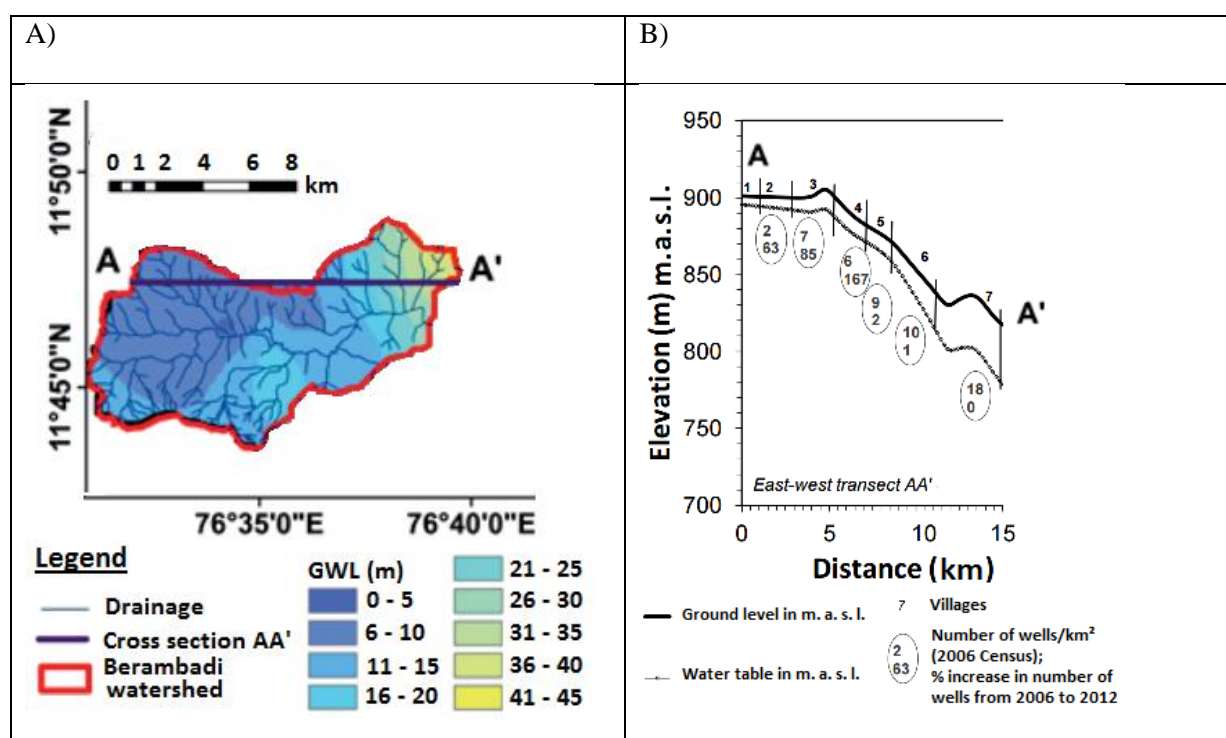 A)
B)
11°50'0"N
11°45'0"N
0 1 2 4 6 8
km
A
A'
76°35'0"E 76°40'0"E
Legend
Drainage
Cross section AA'
Berambadi
watershed
GWL (m)
0 - 5
6 - 10
11 - 15
16 - 20
21 - 25
26 - 30
31 - 35
36 - 40
41 - 45
Elevation (m) m.a.s.l.
950
900
850
800
750
700
A
1 2 3 4 5 6 7
A'
2
63
7
85
6
167
9
2
10
1
18
0
East-west transect AA'
0 5 10 15
Distance (km)
Ground level in m. a. s. l.
Water table in m. a. s. l.
7 Villages
2
63
Number of wells/km²
(2006 Census);
% increase in number of
wells from 2006 to 2012